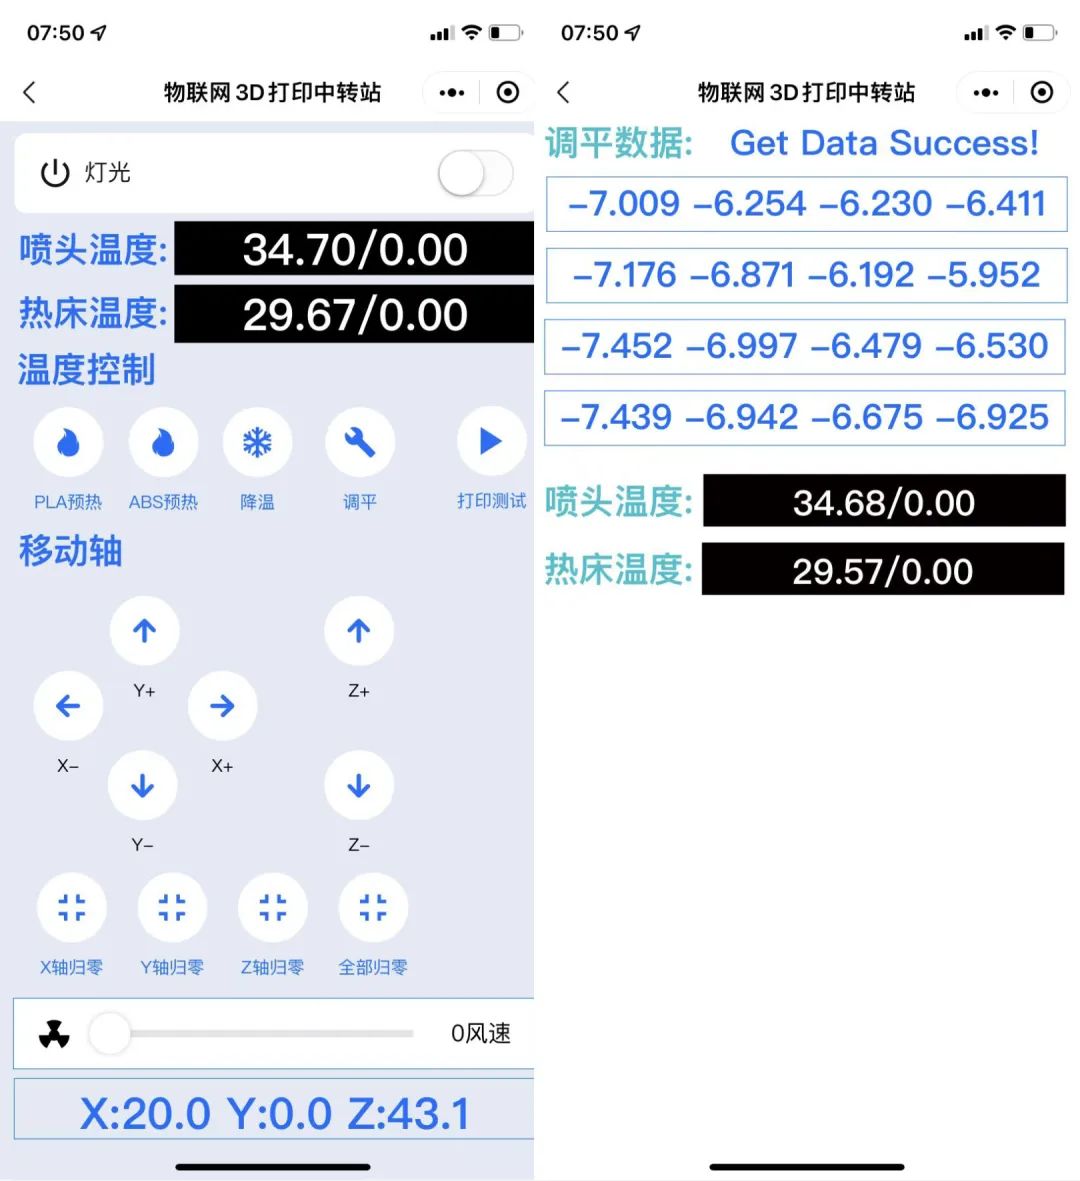 07:50
物联网3D打印中转站
灯光
喷头温度: 34.70/0.00
热床温度: 29.67/0.00
温度控制
PLA预热 ABS预热 降温 调平 打印测试
移动轴
Y+ Z+
X- X+
Y- Z-
X轴归零 Y轴归零 Z轴归零 全部归零
0风速
X:20.0 Y:0.0 Z:43.1
07:50
物联网3D打印中转站
调平数据: Get Data Success!
-7.009 -6.254 -6.230 -6.411
-7.176 -6.871 -6.192 -5.952
-7.452 -6.997 -6.479 -6.530
-7.439 -6.942 -6.675 -6.925
喷头温度: 34.68/0.00
热床温度: 29.57/0.00